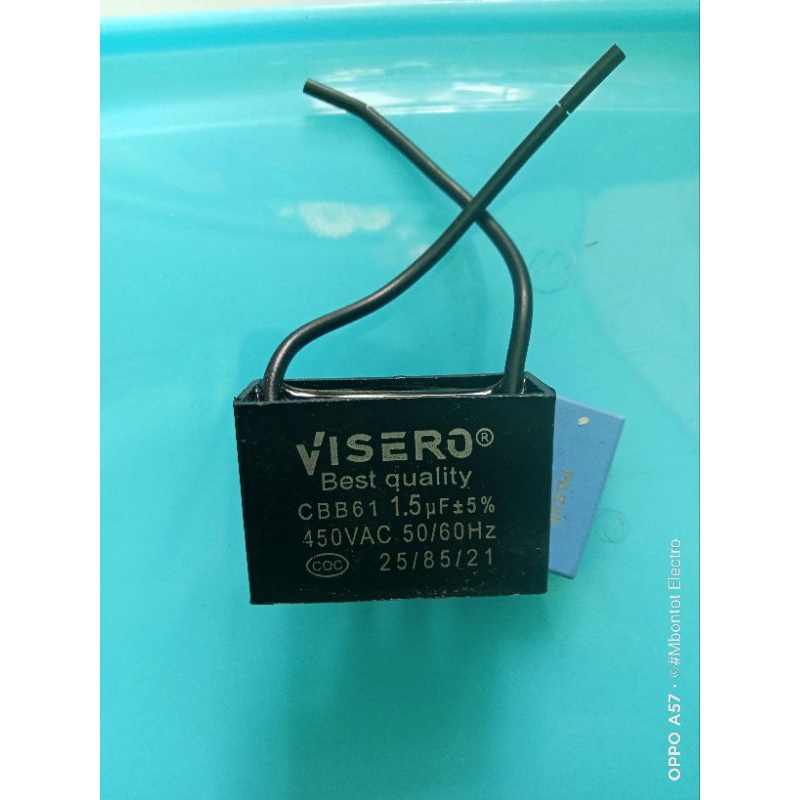 VISERO®
Best quality
CBB61 1.5µF±5%
450VAC 50/60Hz
CQC 25/85/21
OPPO A57 · ©#Mbontot Electro